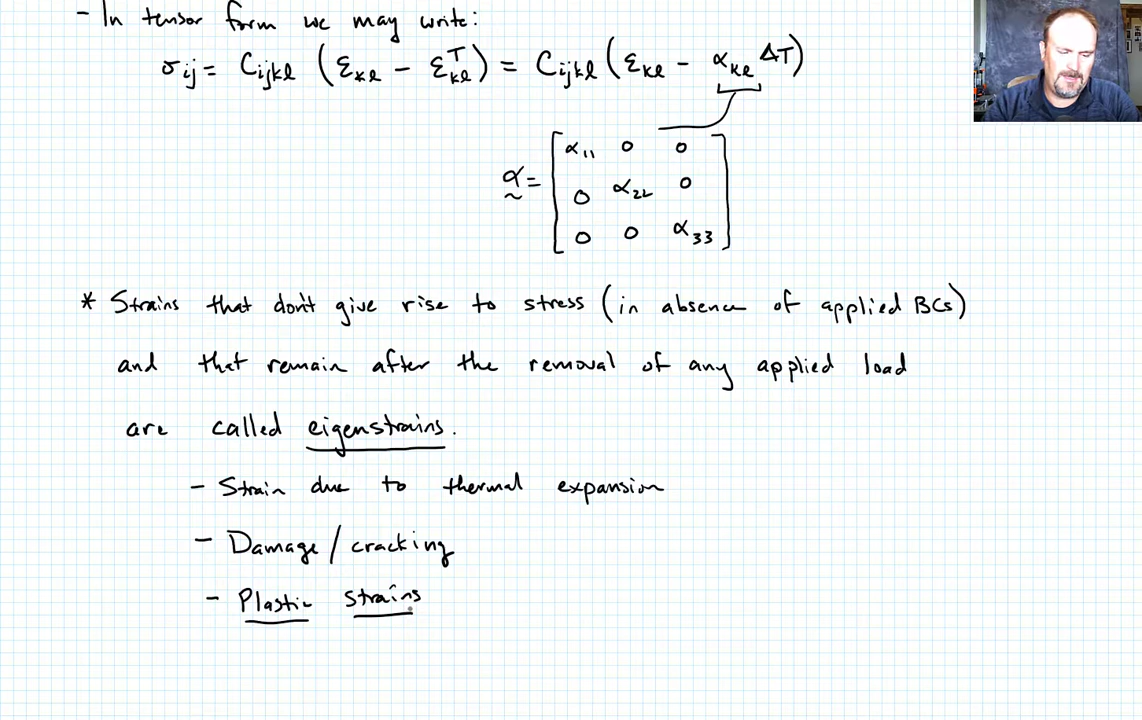 - In tensor form we may write:
σij = Cijkl (εkl - εᵀkl) = Cijkl (εkl - αkl ΔT)
α = [α11 0 0
0 α22 0
0 0 α33]
* Strains that don't give rise to stress (in absence of applied BCs)
and that remain after the removal of any applied load
are called eigenstrains.
- Strain due to thermal expansion
- Damage/cracking
- Plastic strains